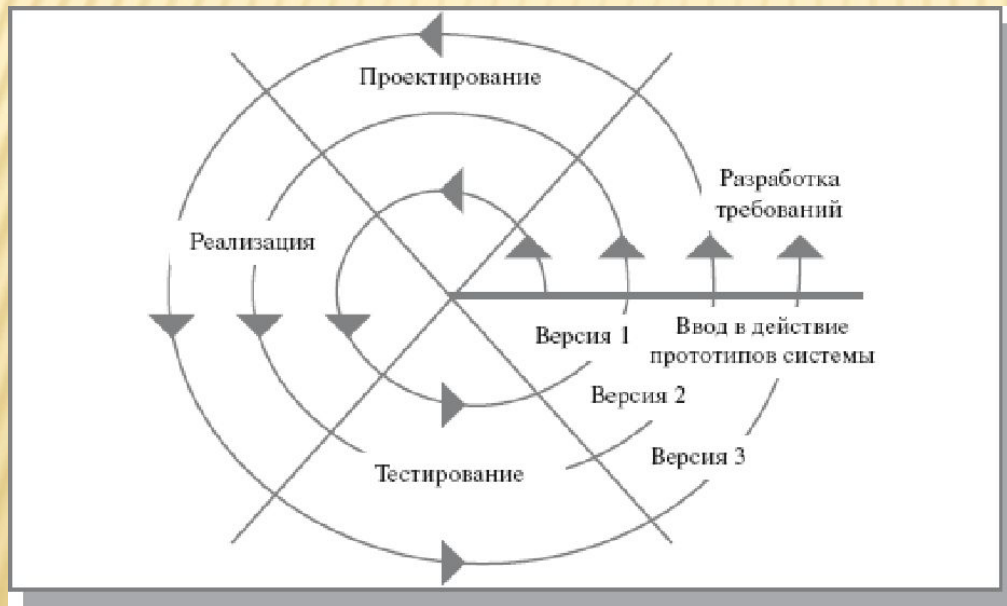 Проектирование
Разработка
требований
Реализация
Версия 1
Ввод в действие
прототипов системы
Версия 2
Версия 3
Тестирование